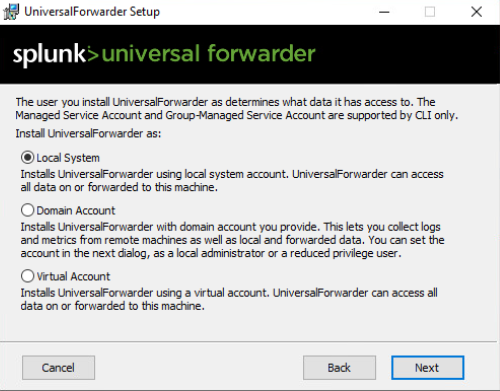 UniversalForwarder Setup
splunk>universal forwarder
The user you install UniversalForwarder as determines what data it has access to. The
Managed Service Account and Group-Managed Service Account are supported by CLI only.
Install UniversalForwarder as:
Local System
Installs UniversalForwarder using local system account. UniversalForwarder can access
all data on or forwarded to this machine.
Domain Account
Installs UniversalForwarder with domain account you provide. This lets you collect logs
and metrics from remote machines as well as local and forwarded data. You can set the
account in the next dialog, as a local administrator or a reduced privilege user.
Virtual Account
Installs UniversalForwarder using a virtual account. UniversalForwarder can access all
data on or forwarded to this machine.
Cancel Back Next